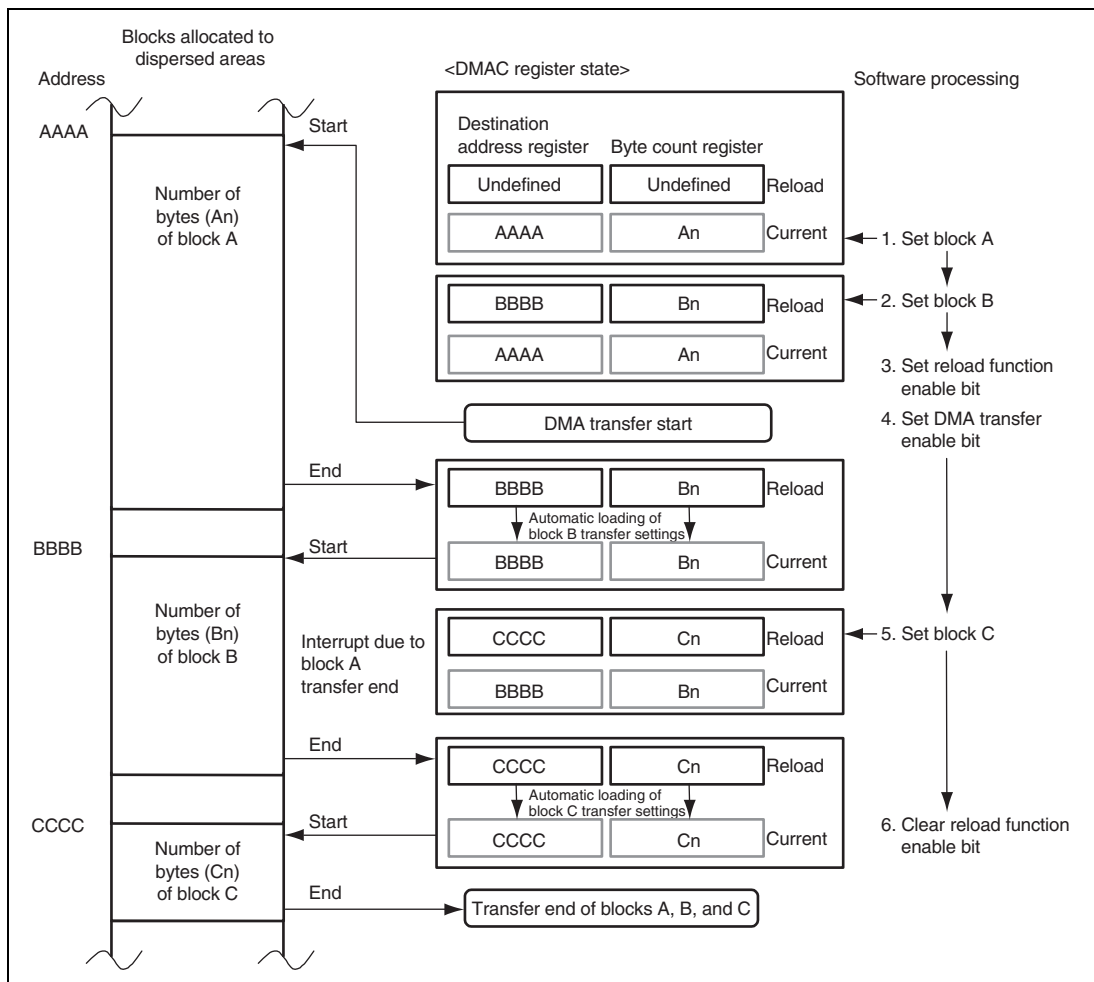 Blocks allocated to
dispersed areas
Address
<DMAC register state>
Software processing
AAAA
Start
Destination
address register
Byte count register
Undefined
Undefined
Reload
Number of
bytes (An)
of block A
AAAA
An
Current
1. Set block A
BBBB
Bn
Reload
2. Set block B
AAAA
An
Current
3. Set reload function
enable bit
DMA transfer start
4. Set DMA transfer
enable bit
End
BBBB
Bn
Reload
Automatic loading of
block B transfer settings
BBBB
Start
BBBB
Bn
Current
Number of
bytes (Bn)
of block B
Interrupt due to
block A
transfer end
CCCC
Cn
Reload
5. Set block C
BBBB
Bn
Current
End
CCCC
Cn
Reload
Automatic loading of
block C transfer settings
CCCC
Start
CCCC
Cn
Current
6. Clear reload function
enable bit
Number of
bytes (Cn)
of block C
End
Transfer end of blocks A, B, and C